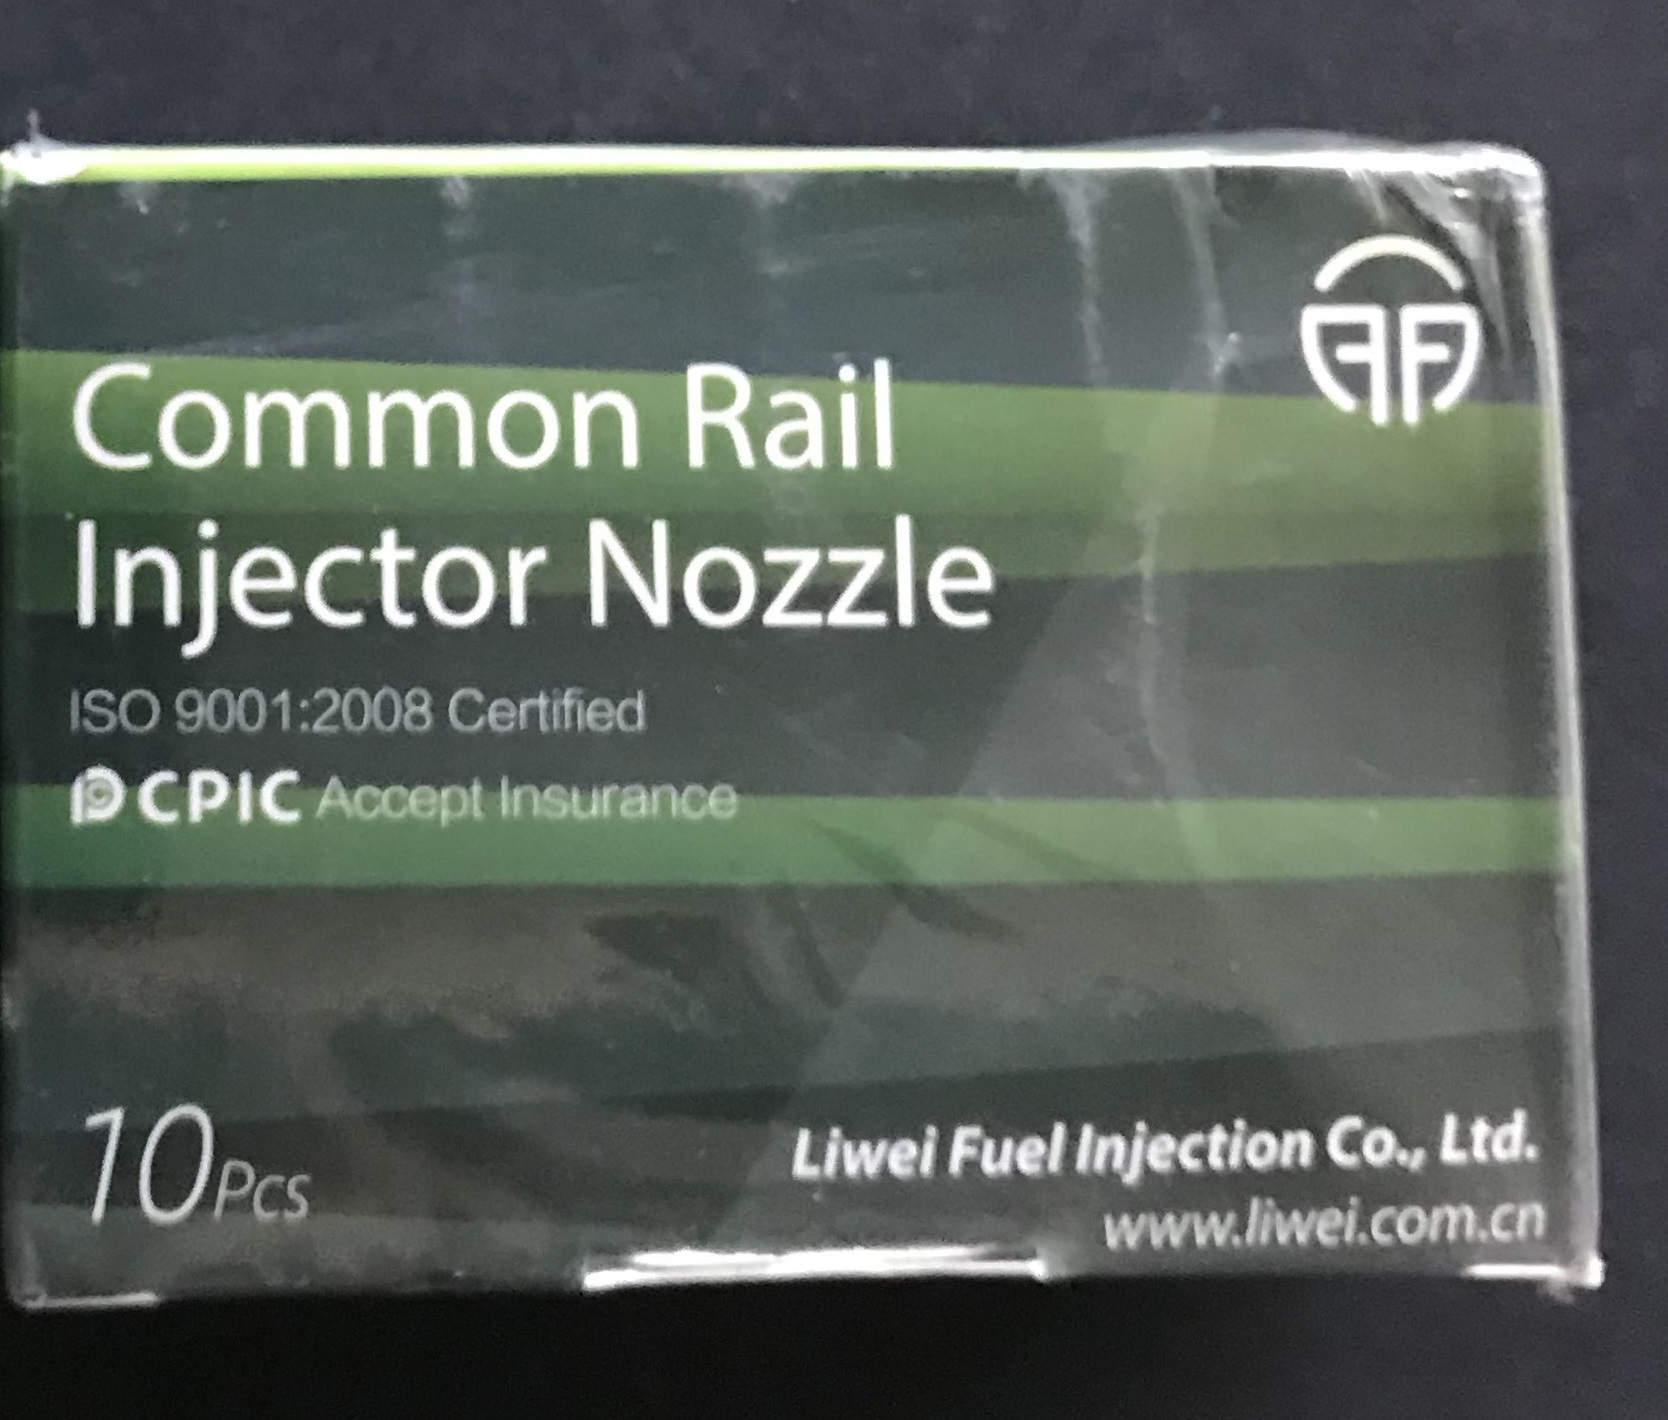 Common Rail
Injector Nozzle
ISO 9001:2008 Certified
CPIC Accept Insurance
10Pcs
Liwei Fuel Injection Co., Ltd.
www.liwei.com.cn